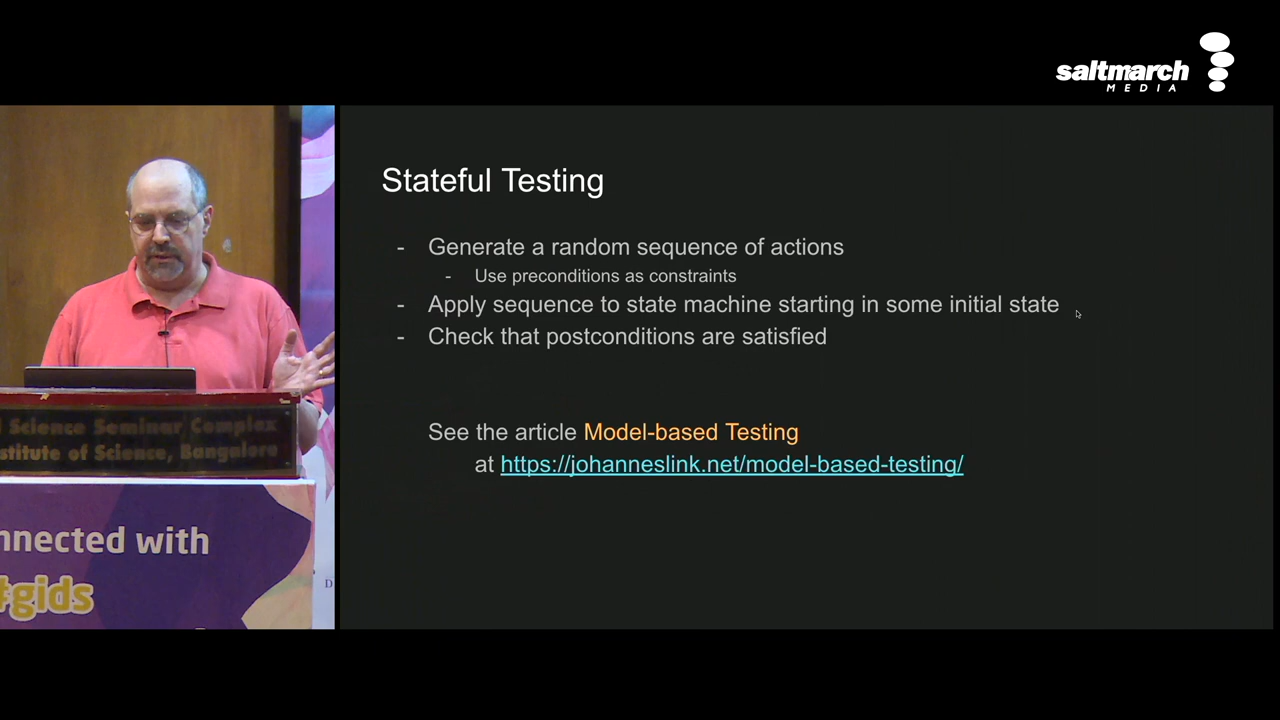 saltmarch
MEDIA
Stateful Testing
- Generate a random sequence of actions
- Use preconditions as constraints
- Apply sequence to state machine starting in some initial state
- Check that postconditions are satisfied
See the article Model-based Testing
at https://johanneslink.net/model-based-testing/
Science Seminar Complex
stitute of Science, Bangalore
nnected with
#gids
D